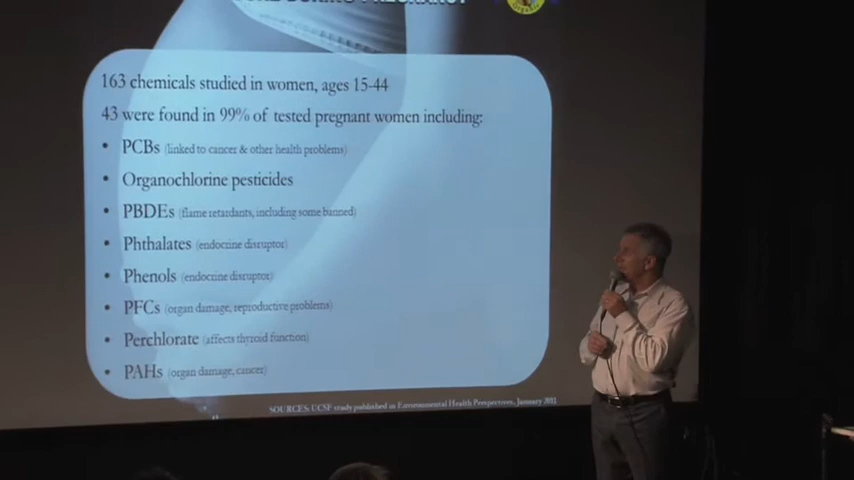 DURING PREGNANCY
Organic
163 chemicals studied in women, ages 15-44
43 were found in 99% of tested pregnant women including:
• PCBs (linked to cancer & other health problems)
• Organochlorine pesticides
• PBDEs (flame retardants, including some banned)
• Phthalates (endocrine disruptor)
• Phenols (endocrine disruptor)
• PFCs (organ damage, reproductive problems)
• Perchlorate (affects thyroid function)
• PAHs (organ damage, cancer)
SOURCES: UCSF study published in Environmental Health Perspectives, January 2011